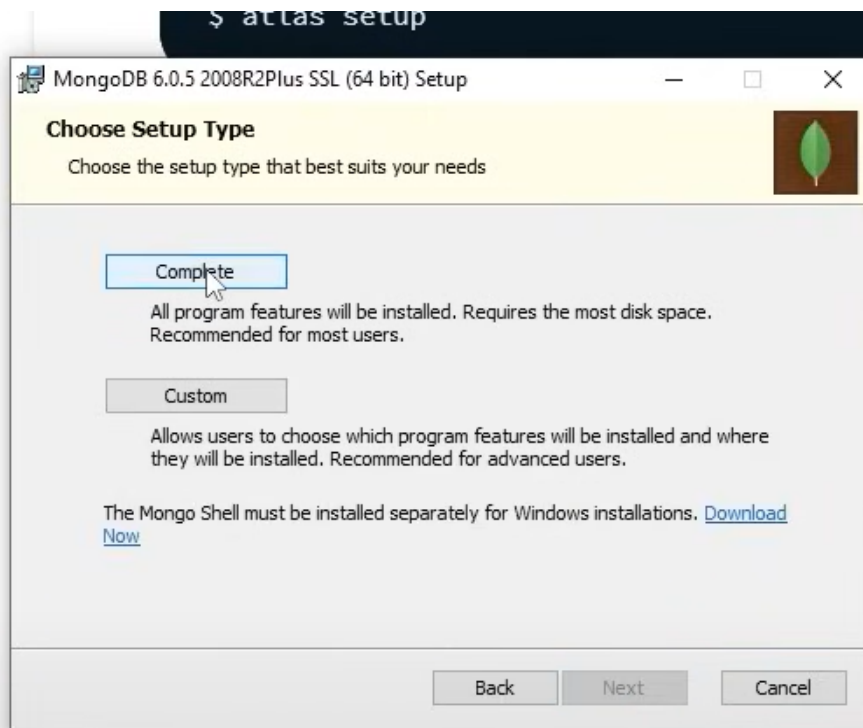 $ atlas setup
MongoDB 6.0.5 2008R2Plus SSL (64 bit) Setup
Choose Setup Type
Choose the setup type that best suits your needs
Complete
All program features will be installed. Requires the most disk space.
Recommended for most users.
Custom
Allows users to choose which program features will be installed and where
they will be installed. Recommended for advanced users.
The Mongo Shell must be installed separately for Windows installations. Download
Now
Back Next Cancel